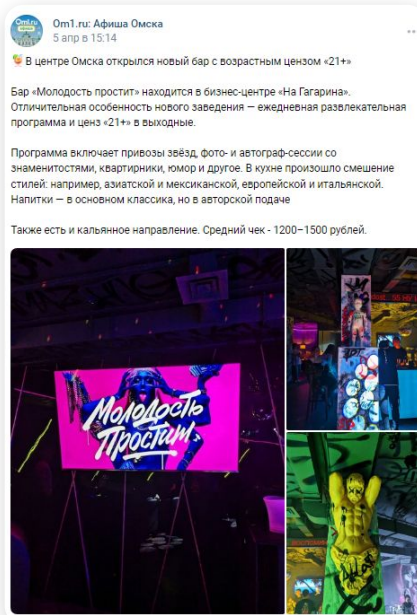 Om1.ru: Афиша Омска
5 апр в 15:14
В центре Омска открылся новый бар с возрастным цензом «21+»
Бар «Молодость простит» находится в бизнес-центре «На Гагарина».
Отличительная особенность нового заведения — ежедневная развлекательная
программа и ценз «21+» в выходные.
Программа включает привозы звёзд, фото- и автограф-сессии со
знаменитостями, квартирники, юмор и другое. В кухне произошло смешение
стилей: например, азиатской и мексиканской, европейской и итальянской.
Напитки — в основном классика, но в авторской подаче
Также есть и кальянное направление. Средний чек - 1200–1500 рублей.
Молодость
Простит